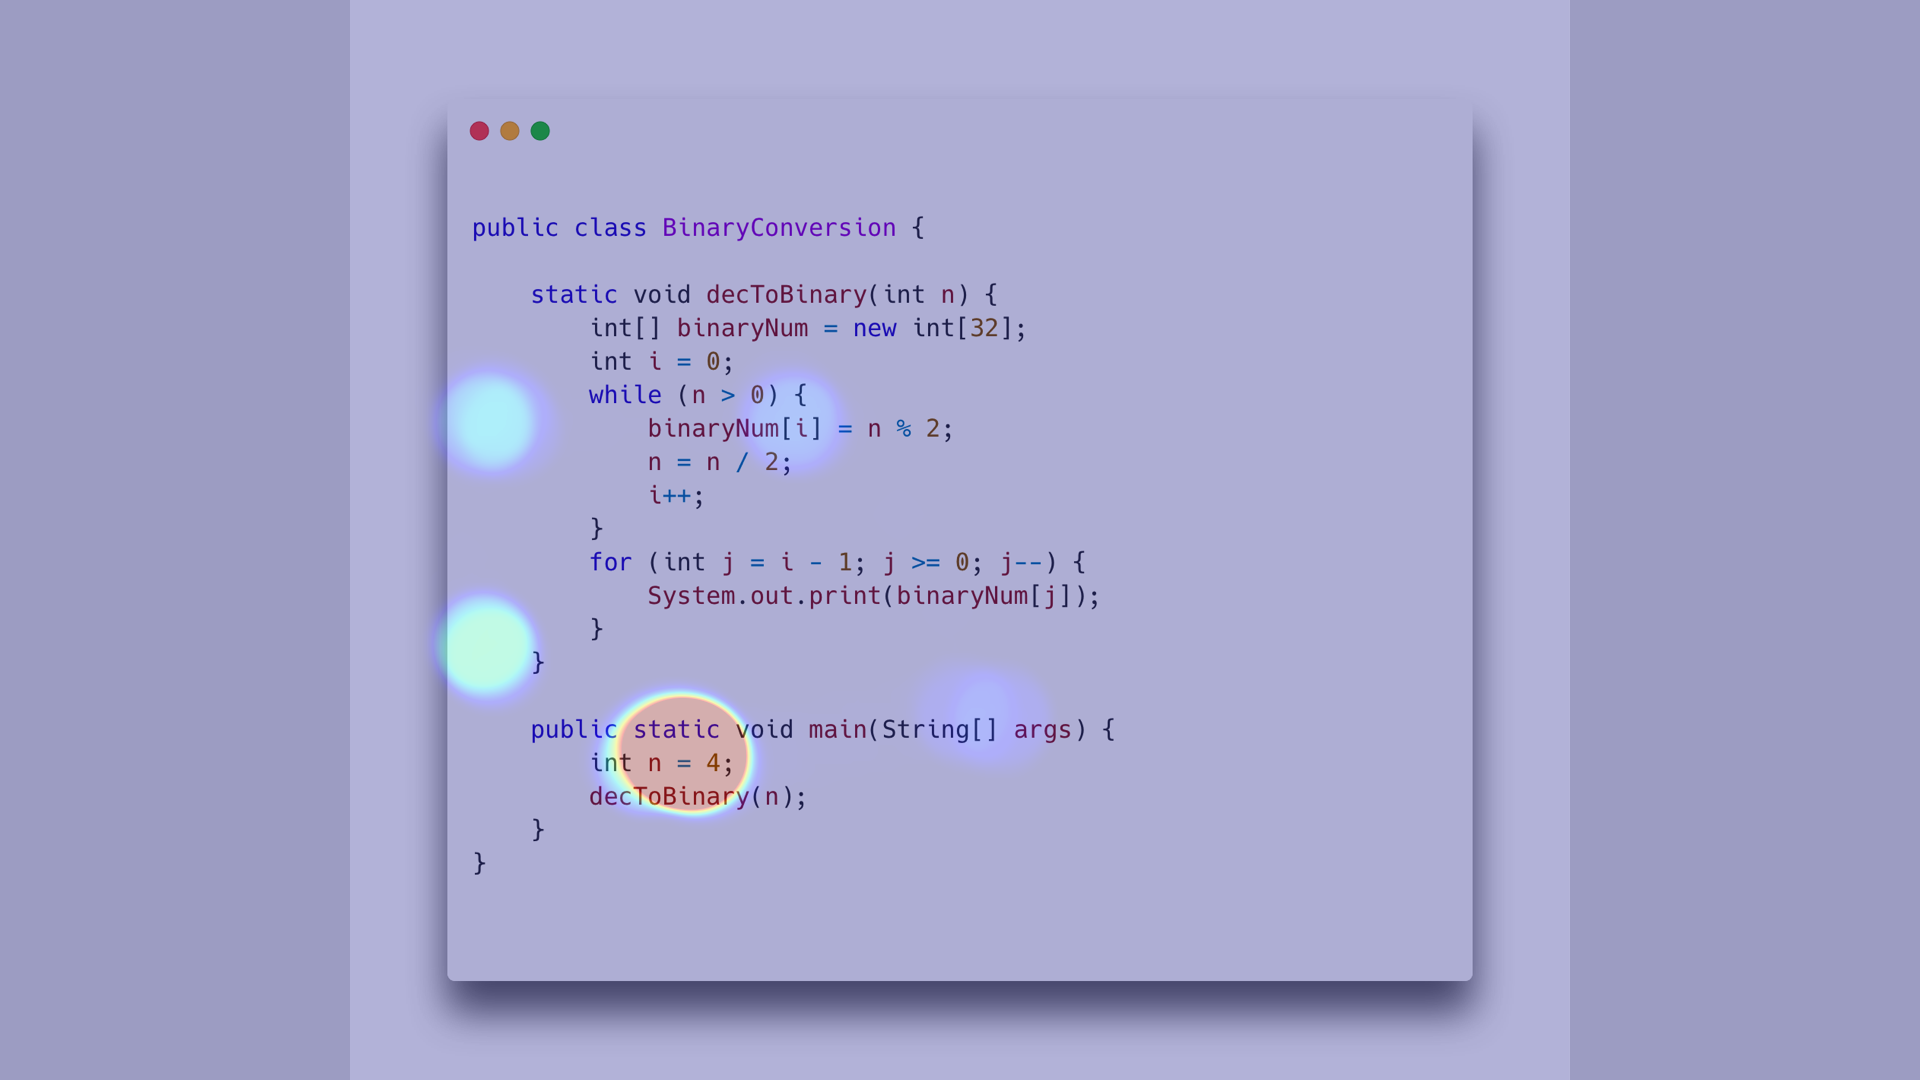 public class BinaryConversion {
static void decToBinary(int n) {
int[] binaryNum = new int[32];
int i = 0;
while (n > 0) {
binaryNum[i] = n % 2;
n = n / 2;
i++;
}
for (int j = i - 1; j >= 0; j--) {
System.out.print(binaryNum[j]);
}
}
public static void main(String[] args) {
int n = 4;
decToBinary(n);
}
}